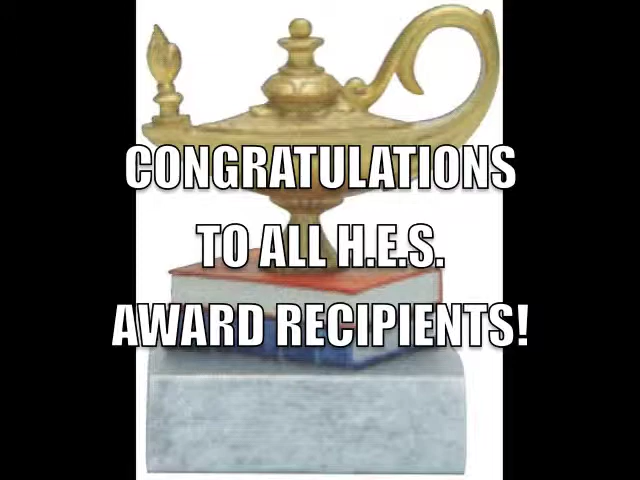 CONGRATULATIONS
TO ALL H.E.S.
AWARD RECIPIENTS!